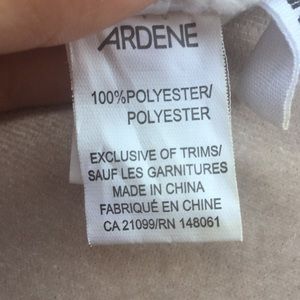 ARDENE
100%POLYESTER/
POLYESTER
EXCLUSIVE OF TRIMS/
SAUF LES GARNITURES
MADE IN CHINA
FABRIQUÉ EN CHINE
CA 21099/RN 148061